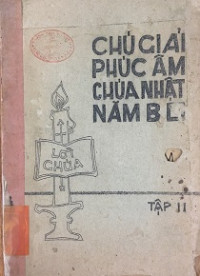 CHÚ GIẢI
PHÚC ÂM
CHÚA NHẬT
NĂM B
LỜI
CHÚA
TẬP II